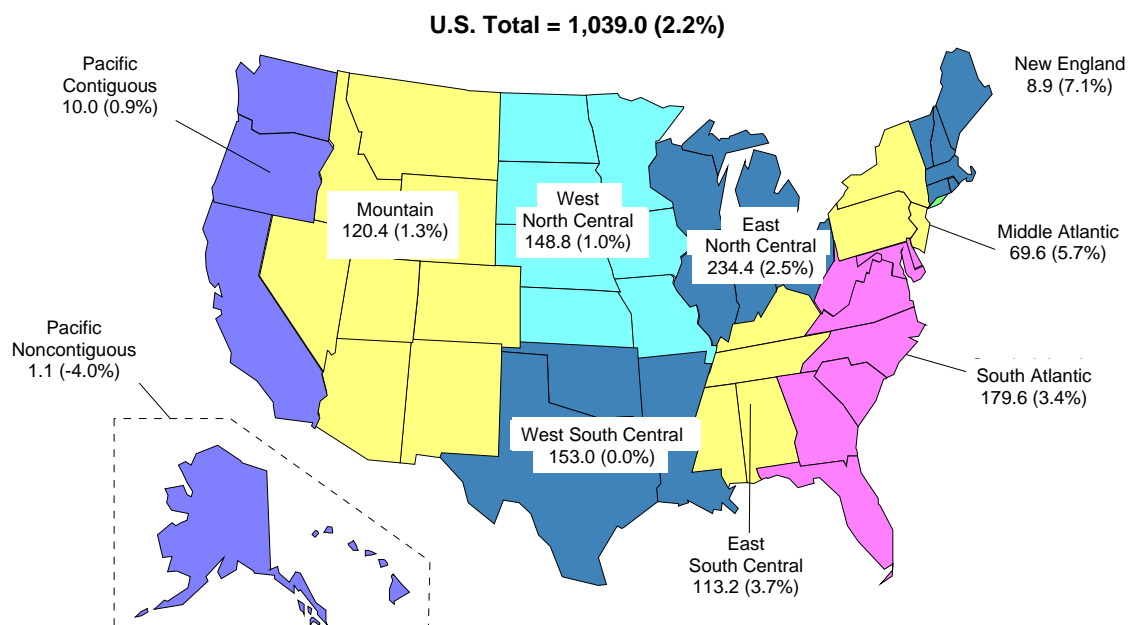 U.S. Total = 1,039.0 (2.2%)
Pacific
Contiguous
10.0 (0.9%)
New England
8.9 (7.1%)
Mountain
120.4 (1.3%)
West
North Central
148.8 (1.0%)
East
North Central
234.4 (2.5%)
Middle Atlantic
69.6 (5.7%)
Pacific
Noncontiguous
1.1 (-4.0%)
South Atlantic
179.6 (3.4%)
West South Central
153.0 (0.0%)
East
South Central
113.2 (3.7%)